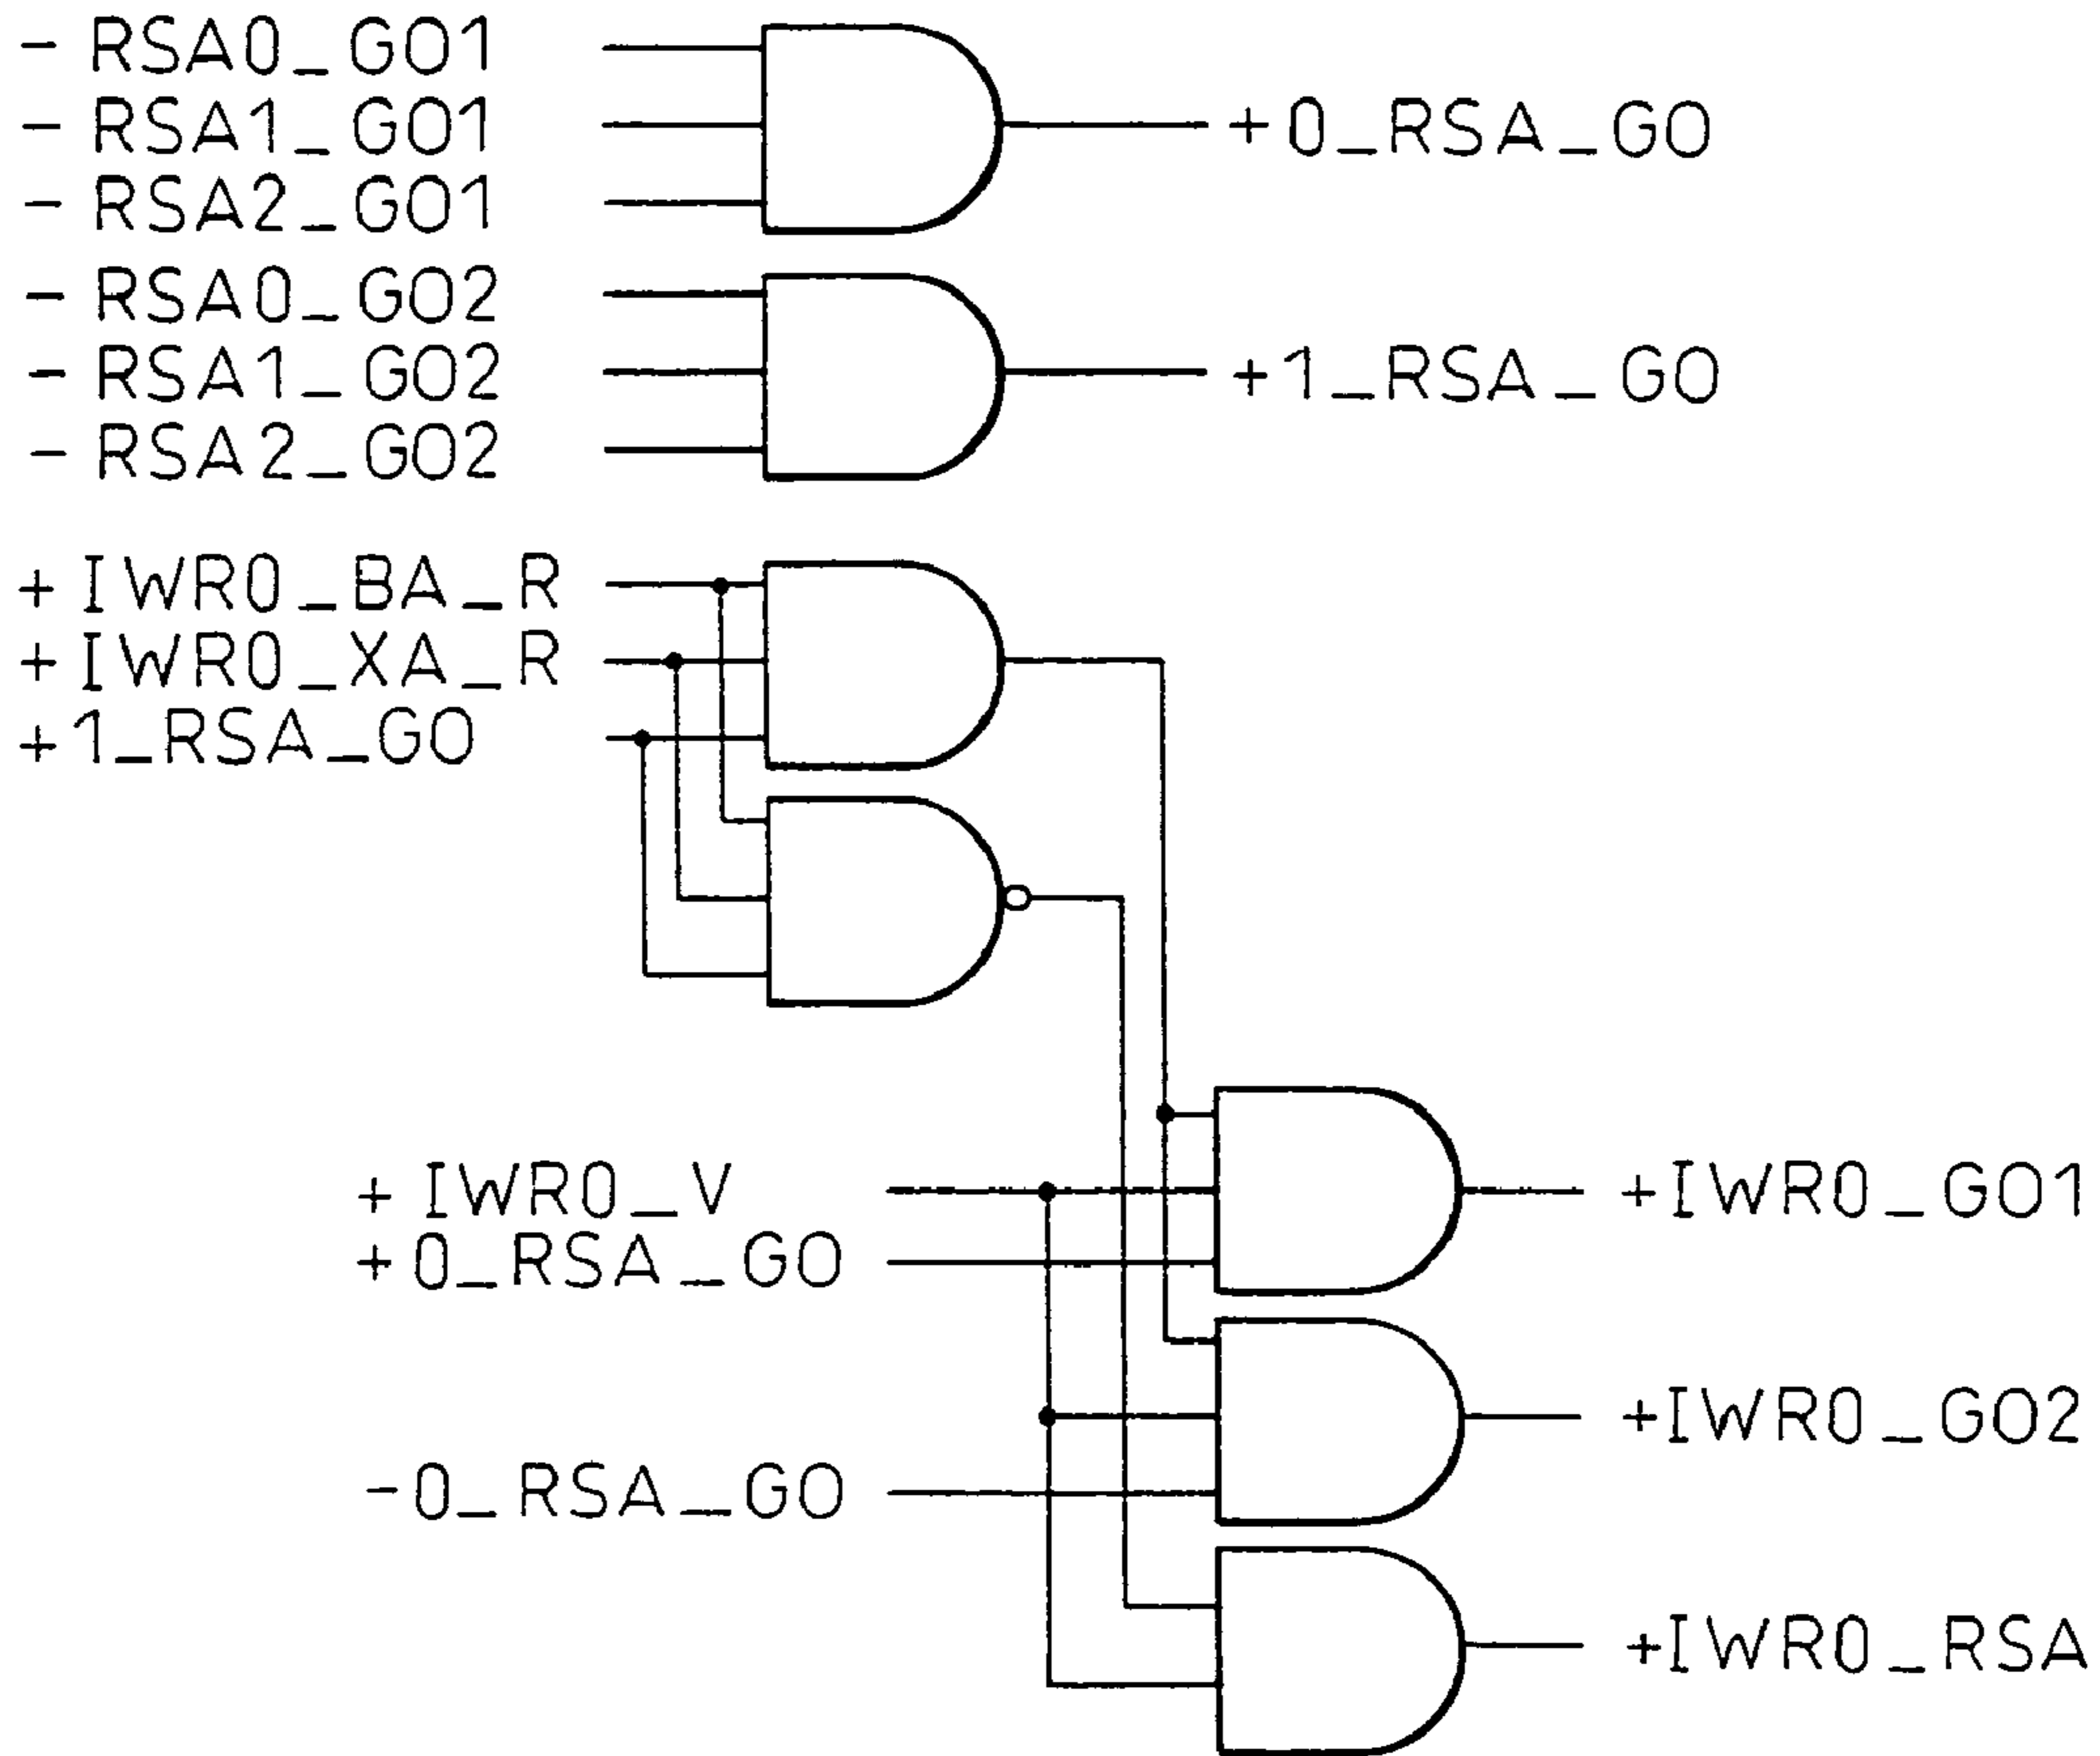 - RSA0_GO1
- RSA1_GO1
- RSA2_GO1
+0_RSA_GO
- RSA0_GO2
- RSA1_GO2
- RSA2_GO2
+1_RSA_GO
+IWR0_BA_R
+IWR0_XA_R
+1_RSA_GO
+IWR0_V
+0_RSA_GO
-0_RSA_GO
+IWR0_GO1
+IWR0_GO2
+IWR0_RSA